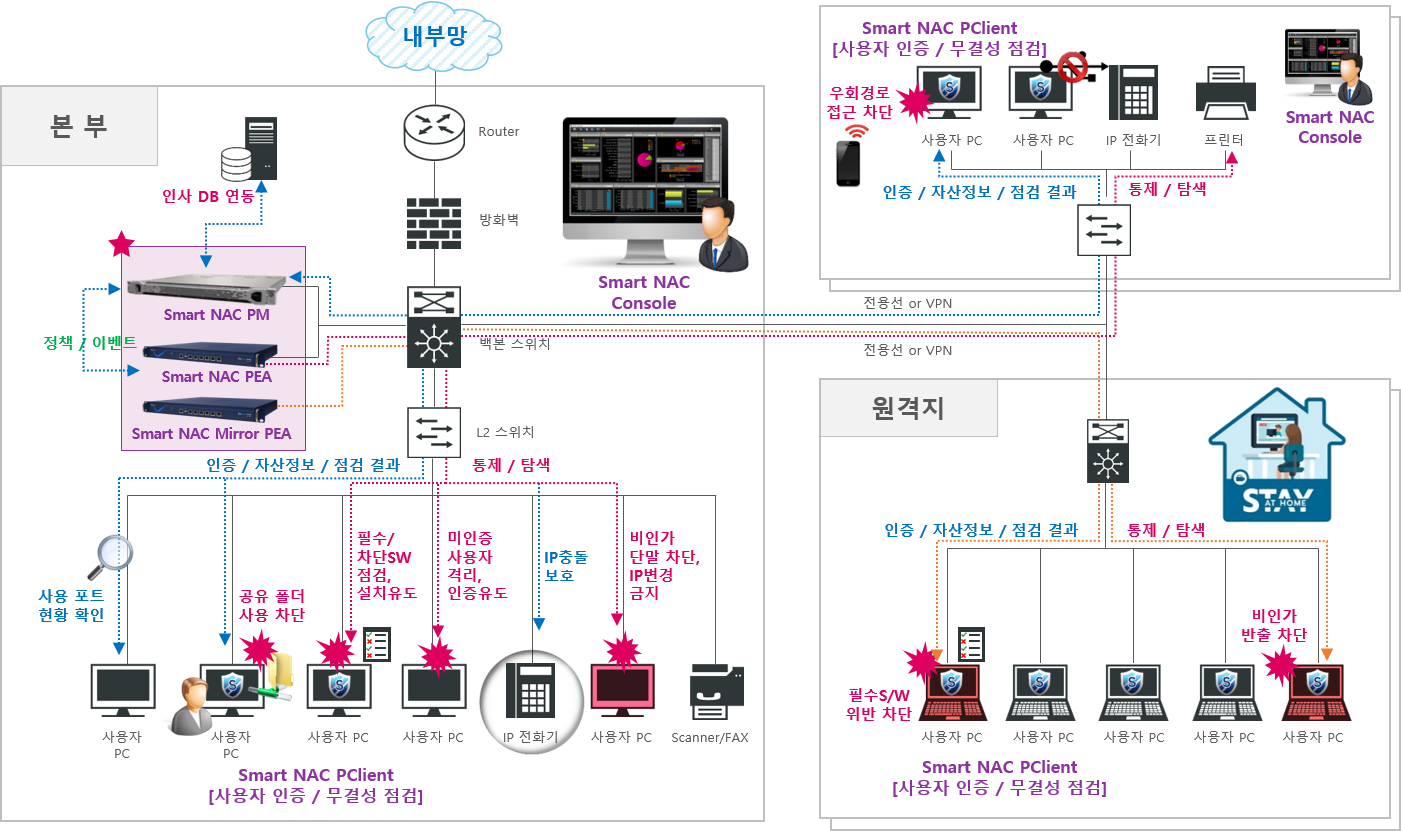 내부망
본 부
Router
인사 DB 연동
방화벽
Smart NAC
Console
Smart NAC PM
정책 / 이벤트
Smart NAC PEA
Smart NAC Mirror PEA
백본 스위치
L2 스위치
인증 / 자산정보 / 점검 결과
통제 / 탐색
사용 포트
현황 확인
공유 폴더
사용 차단
필수/
차단SW
점검,
설치유도
미인증
사용자
격리,
인증유도
IP충돌
보호
비인가
단말 차단,
IP변경
금지
사용자
PC
사용자
PC
사용자 PC
사용자 PC
IP 전화기
사용자 PC
Scanner/FAX
Smart NAC PClient
[사용자 인증 / 무결성 점검]
Smart NAC PClient
[사용자 인증 / 무결성 점검]
우회경로
접근 차단
사용자 PC
사용자 PC
IP 전화기
프린터
Smart NAC
Console
인증 / 자산정보 / 점검 결과
통제 / 탐색
전용선 or VPN
전용선 or VPN
원격지
STAY
AT HOME
인증 / 자산정보 / 점검 결과
통제 / 탐색
비인가
반출 차단
필수S/W
위반 차단
사용자 PC
사용자 PC
사용자 PC
사용자 PC
사용자 PC
Smart NAC PClient
[사용자 인증 / 무결성 점검]